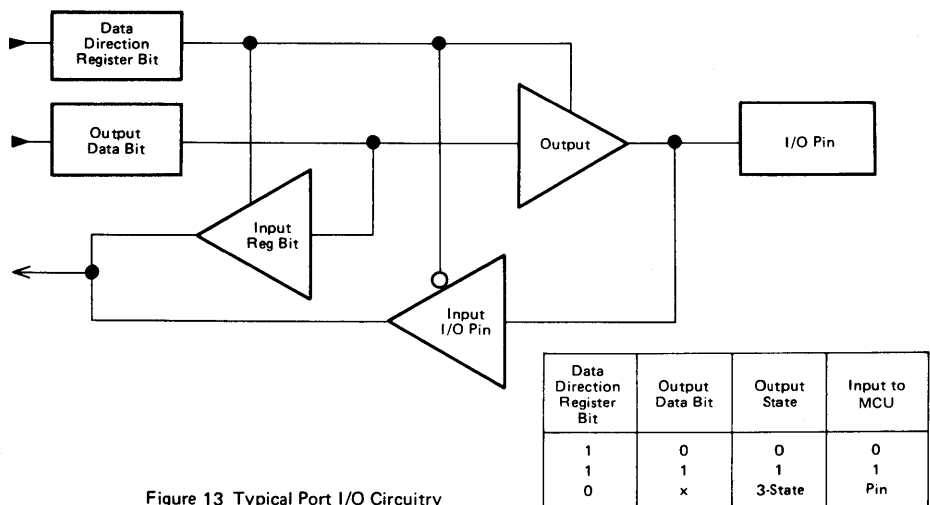 Data
Direction
Register Bit
Output
Data Bit
Output
I/O Pin
Input
Reg Bit
Input
I/O Pin
Data
Direction
Register
Bit
Output
Data Bit
Output
State
Input to
MCU
1 0 0 0
1 1 1 1
0 x 3-State Pin
Figure 13 Typical Port I/O Circuitry